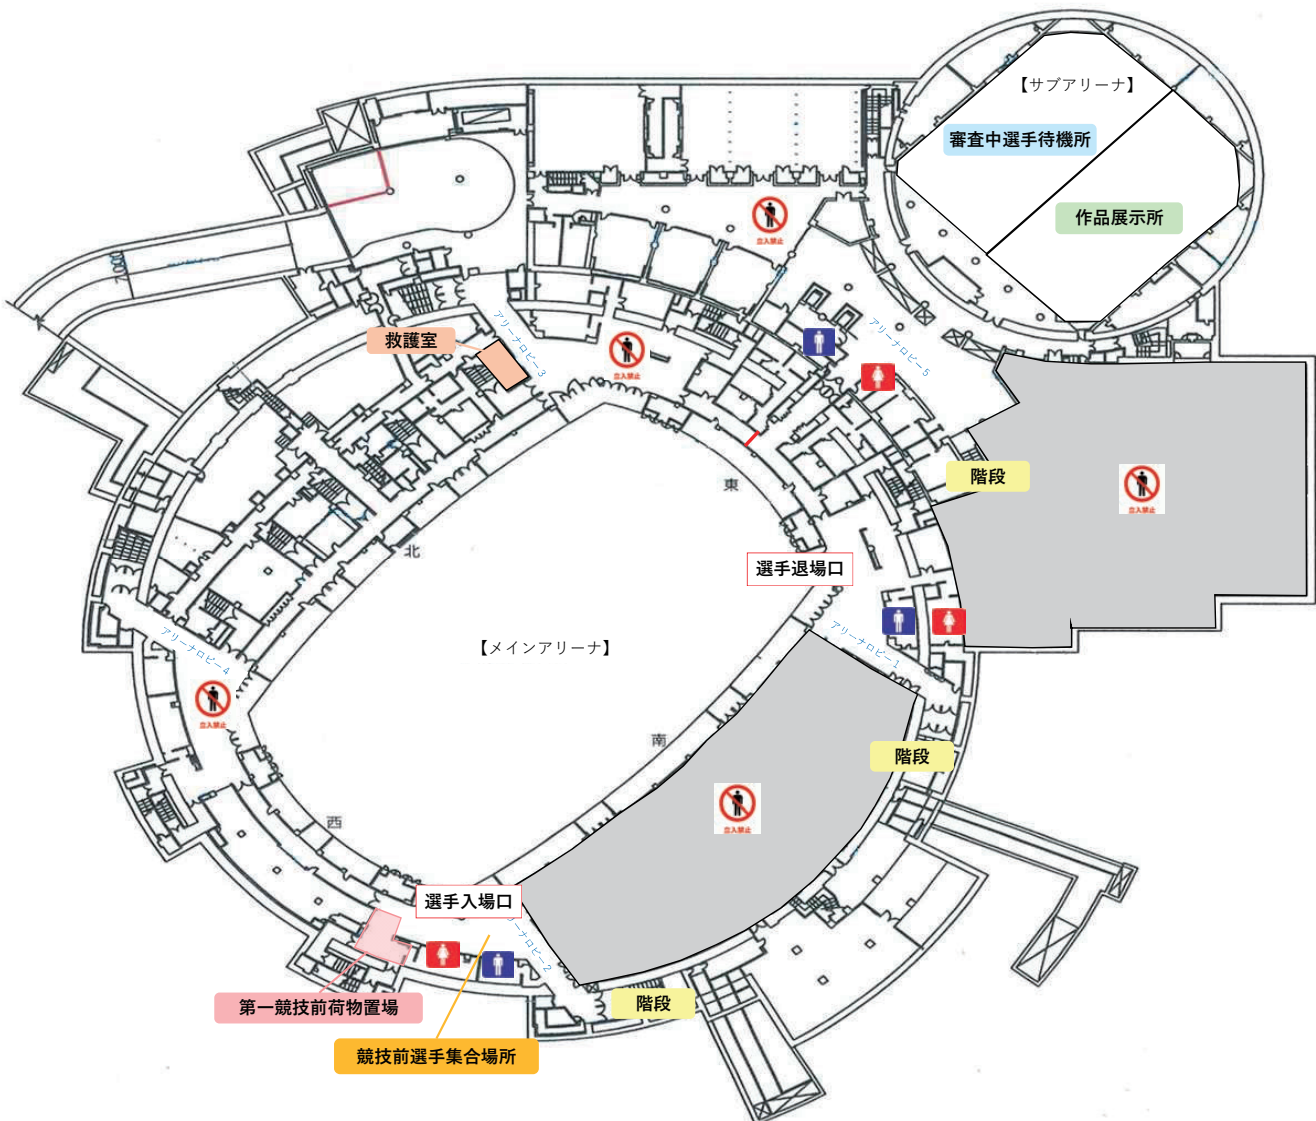 【サブアリーナ】
審査中選手待機所
作品展示所
立入禁止
アリーナロビー3
救護室
立入禁止
アリーナロビー5
東
階段
立入禁止
北
選手退場口
【メインアリーナ】
アリーナロビー1
アリーナロビー4
立入禁止
南
階段
立入禁止
西
選手入場口
アリーナロビー2
第一競技前荷物置場
階段
競技前選手集合場所